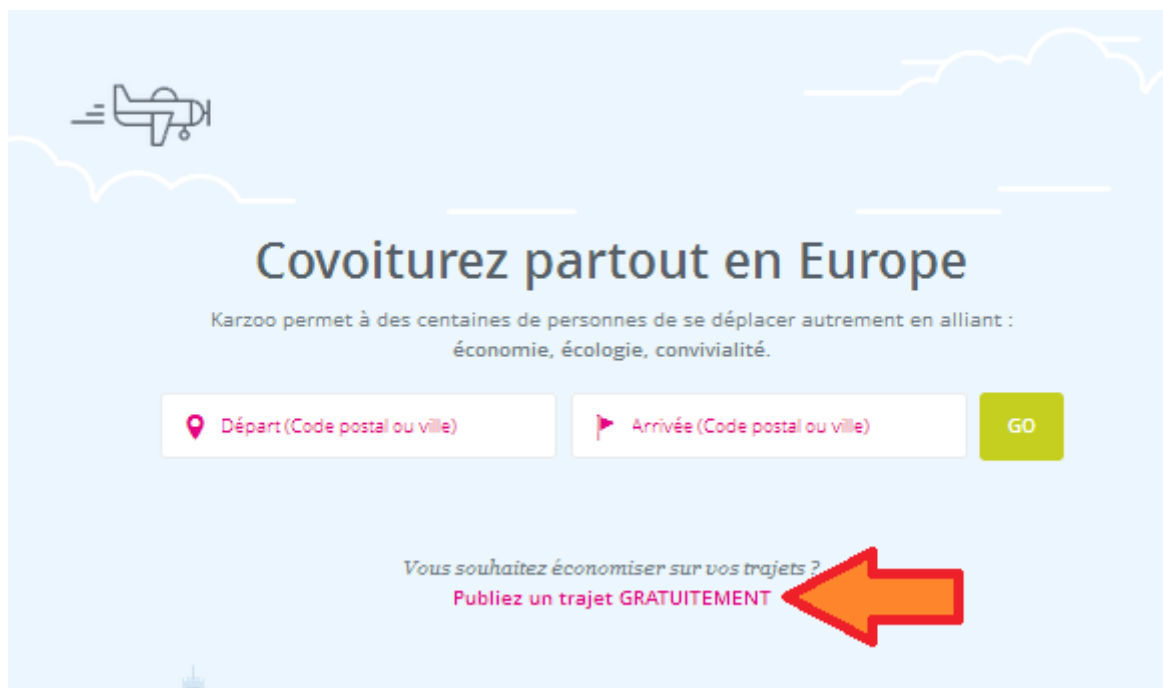 Covoiturez partout en Europe
Karzoo permet à des centaines de personnes de se déplacer autrement en alliant :
économie, écologie, convivialité.
Départ (Code postal ou ville)
Arrivée (Code postal ou ville)
GO
Vous souhaitez économiser sur vos trajets ?
Publiez un trajet GRATUITEMENT